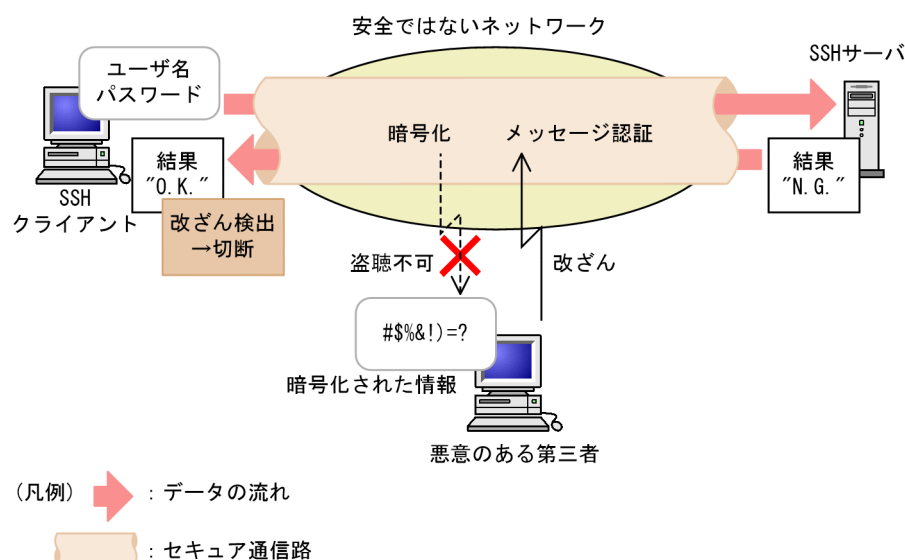 安全ではないネットワーク
SSHサーバ
ユーザ名
パスワード
暗号化
メッセージ認証
結果
"O.K."
結果
"N.G."
SSH
クライアント
改ざん検出
→切断
盗聴不可
改ざん
#$%&!)=?
暗号化された情報
悪意のある第三者
(凡例)
：データの流れ
：セキュア通信路